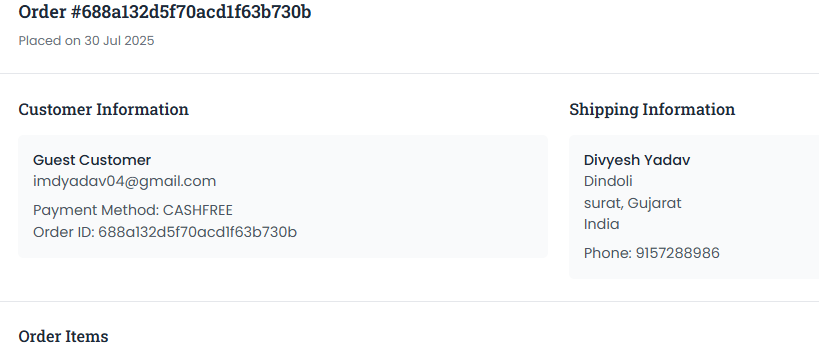 Order #688a132d5f70acd1f63b730b
Placed on 30 Jul 2025
Customer Information
Guest Customer
imdyadav04@gmail.com
Payment Method: CASHFREE
Order ID: 688a132d5f70acd1f63b730b
Shipping Information
Divyesh Yadav
Dindoli
surat, Gujarat
India
Phone: 9157288986
Order Items